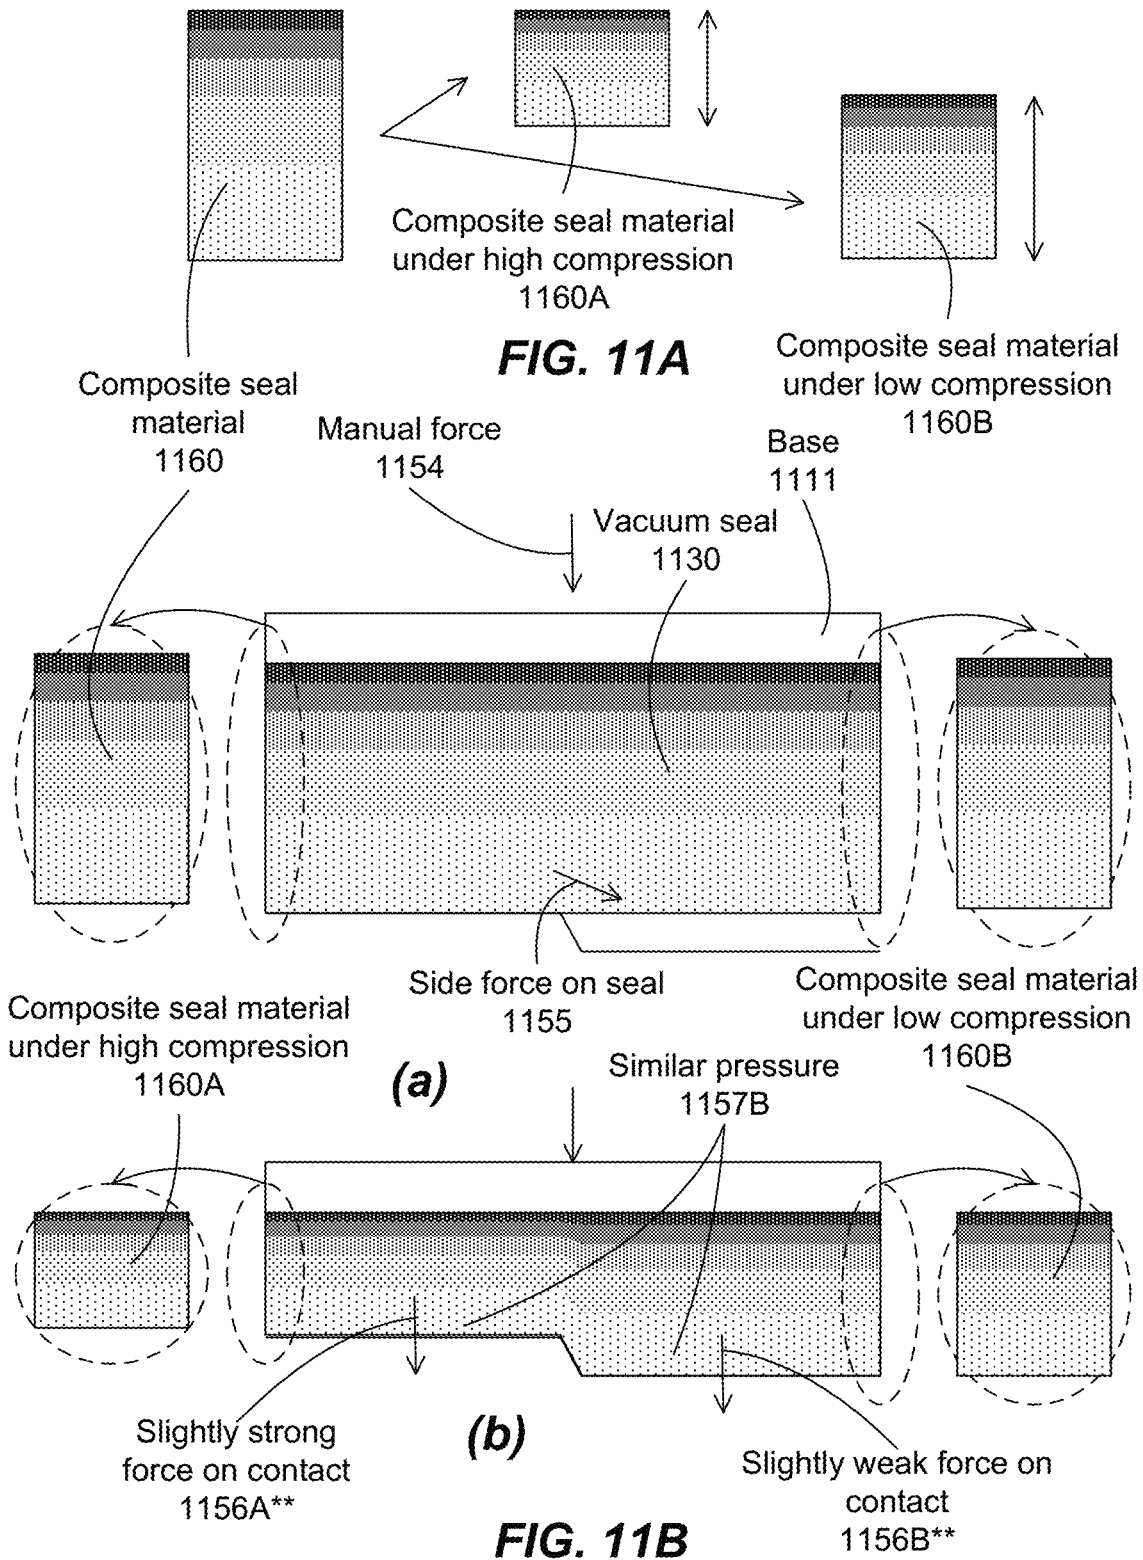 Composite seal material
under high compression
1160A
FIG. 11A
Composite seal material
under low compression
1160B
Composite seal
material
1160
Manual force
1154
Base
1111
Vacuum seal
1130
Side force on seal
1155
Composite seal material
under high compression
1160A
Composite seal material
under low compression
1160B
(a)
Similar pressure
1157B
Slightly strong
force on contact
1156A**
(b)
Slightly weak force on
contact
1156B**
FIG. 11B